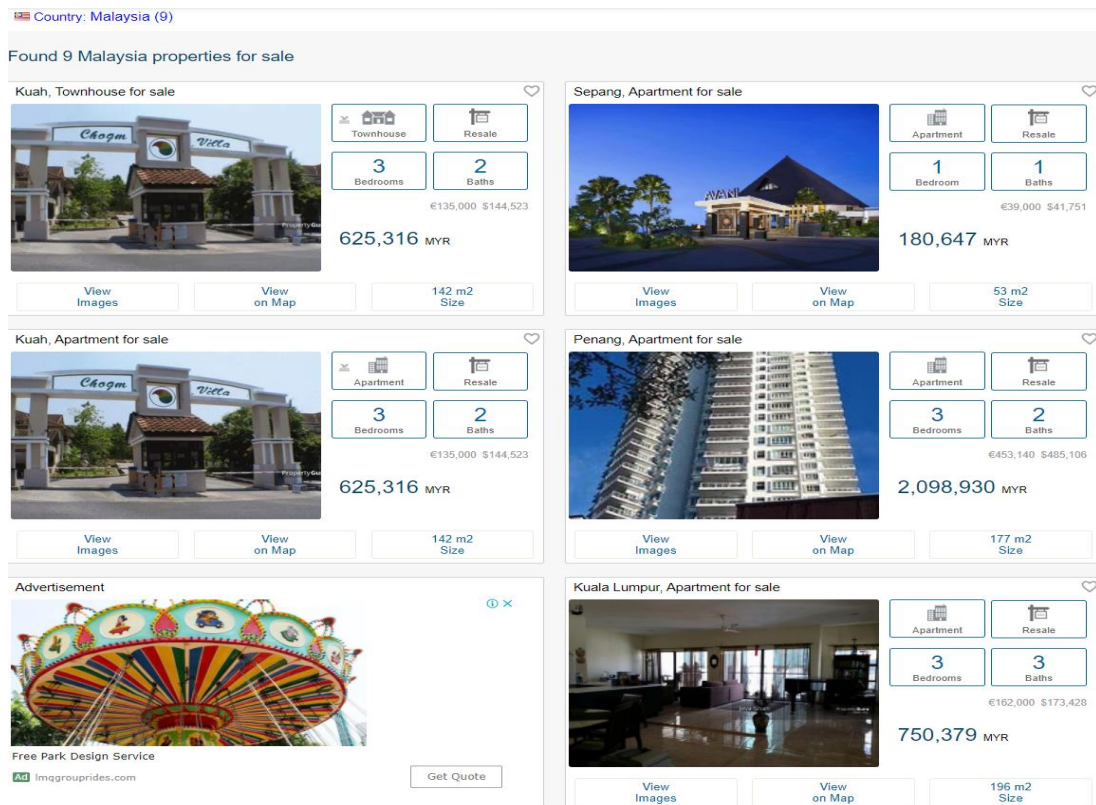 Country: Malaysia (9)
Found 9 Malaysia properties for sale
Kuah, Townhouse for sale
Chogm Villa
PropertyGu
Townhouse
Resale
3
Bedrooms
2
Baths
€135,000 $144,523
625,316 MYR
View
Images
View
on Map
142 m2
Size
Sepang, Apartment for sale
AVANI
Apartment
Resale
1
Bedroom
1
Baths
€39,000 $41,751
180,647 MYR
View
Images
View
on Map
53 m2
Size
Kuah, Apartment for sale
Chogm Villa
PropertyGu
Apartment
Resale
3
Bedrooms
2
Baths
€135,000 $144,523
625,316 MYR
View
Images
View
on Map
142 m2
Size
Penang, Apartment for sale
Apartment
Resale
3
Bedrooms
2
Baths
€453,140 $485,106
2,098,930 MYR
View
Images
View
on Map
177 m2
Size
Advertisement
Free Park Design Service
Ad lmqgrouprides.com
Get Quote
Kuala Lumpur, Apartment for sale
Apartment
Resale
3
Bedrooms
3
Baths
€162,000 $173,428
750,379 MYR
View
Images
View
on Map
196 m2
Size